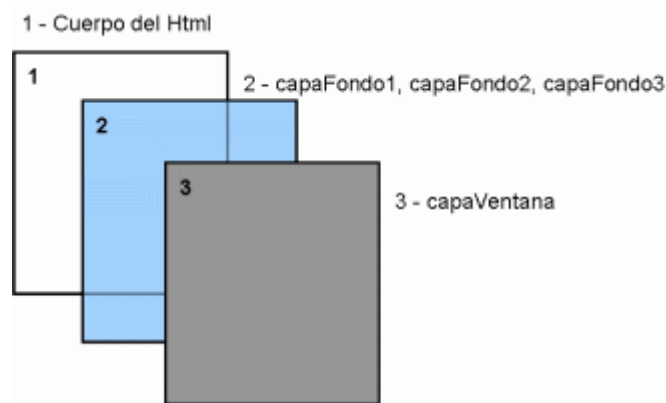 1 - Cuerpo del Html
1
2 - capaFondo1, capaFondo2, capaFondo3
2
3
3 - capaVentana